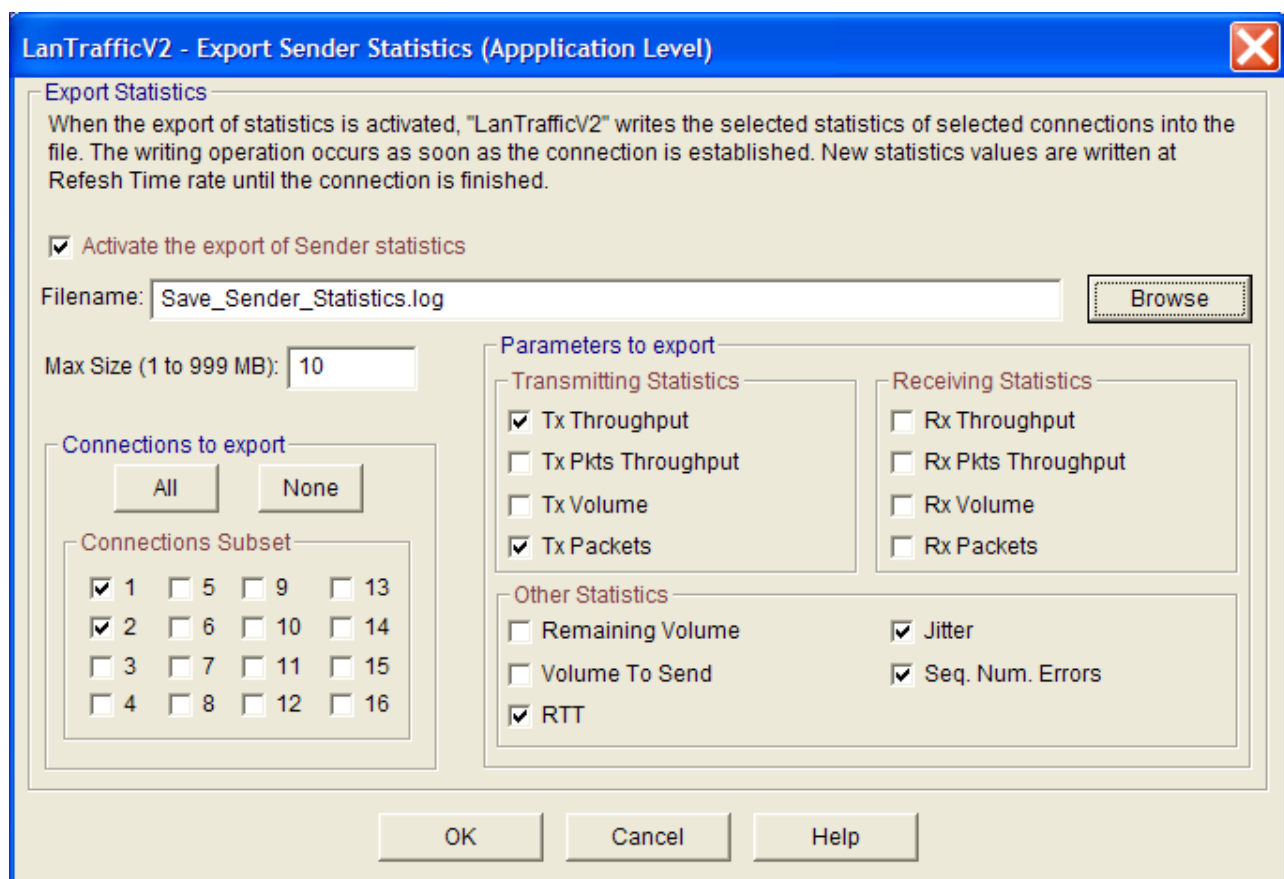 LanTrafficV2 - Export Sender Statistics (Appplication Level)
Export Statistics
When the export of statistics is activated, "LanTrafficV2" writes the selected statistics of selected connections into the
file. The writing operation occurs as soon as the connection is established. New statistics values are written at
Refesh Time rate until the connection is finished.
Activate the export of Sender statistics
Filename: Save_Sender_Statistics.log Browse
Max Size (1 to 999 MB): 10
Connections to export
All None
Connections Subset
1 5 9 13
2 6 10 14
3 7 11 15
4 8 12 16
Parameters to export
Transmitting Statistics
Tx Throughput
Tx Pkts Throughput
Tx Volume
Tx Packets
Receiving Statistics
Rx Throughput
Rx Pkts Throughput
Rx Volume
Rx Packets
Other Statistics
Remaining Volume
Volume To Send
RTT
Jitter
Seq. Num. Errors
OK Cancel Help